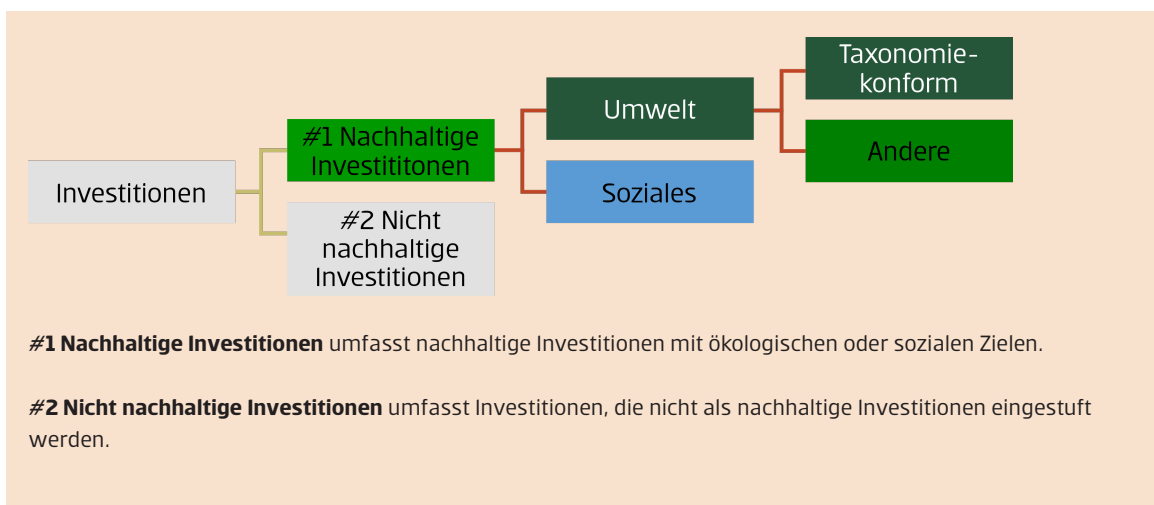 Investitionen
#1 Nachhaltige
Investititonen
#2 Nicht
nachhaltige
Investitionen
Umwelt
Soziales
Taxonomie-
konform
Andere
#1 Nachhaltige Investitionen umfasst nachhaltige Investitionen mit ökologischen oder sozialen Zielen.
#2 Nicht nachhaltige Investitionen umfasst Investitionen, die nicht als nachhaltige Investitionen eingestuft
werden.